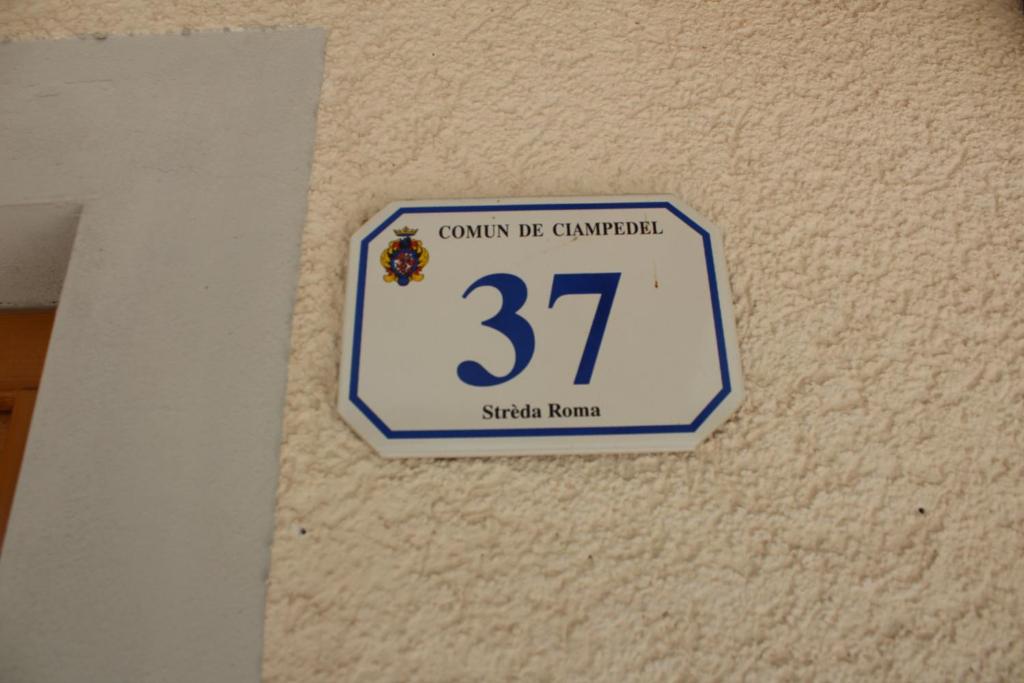 COMUN DE CIAMPEDEL
37
Strèda Roma